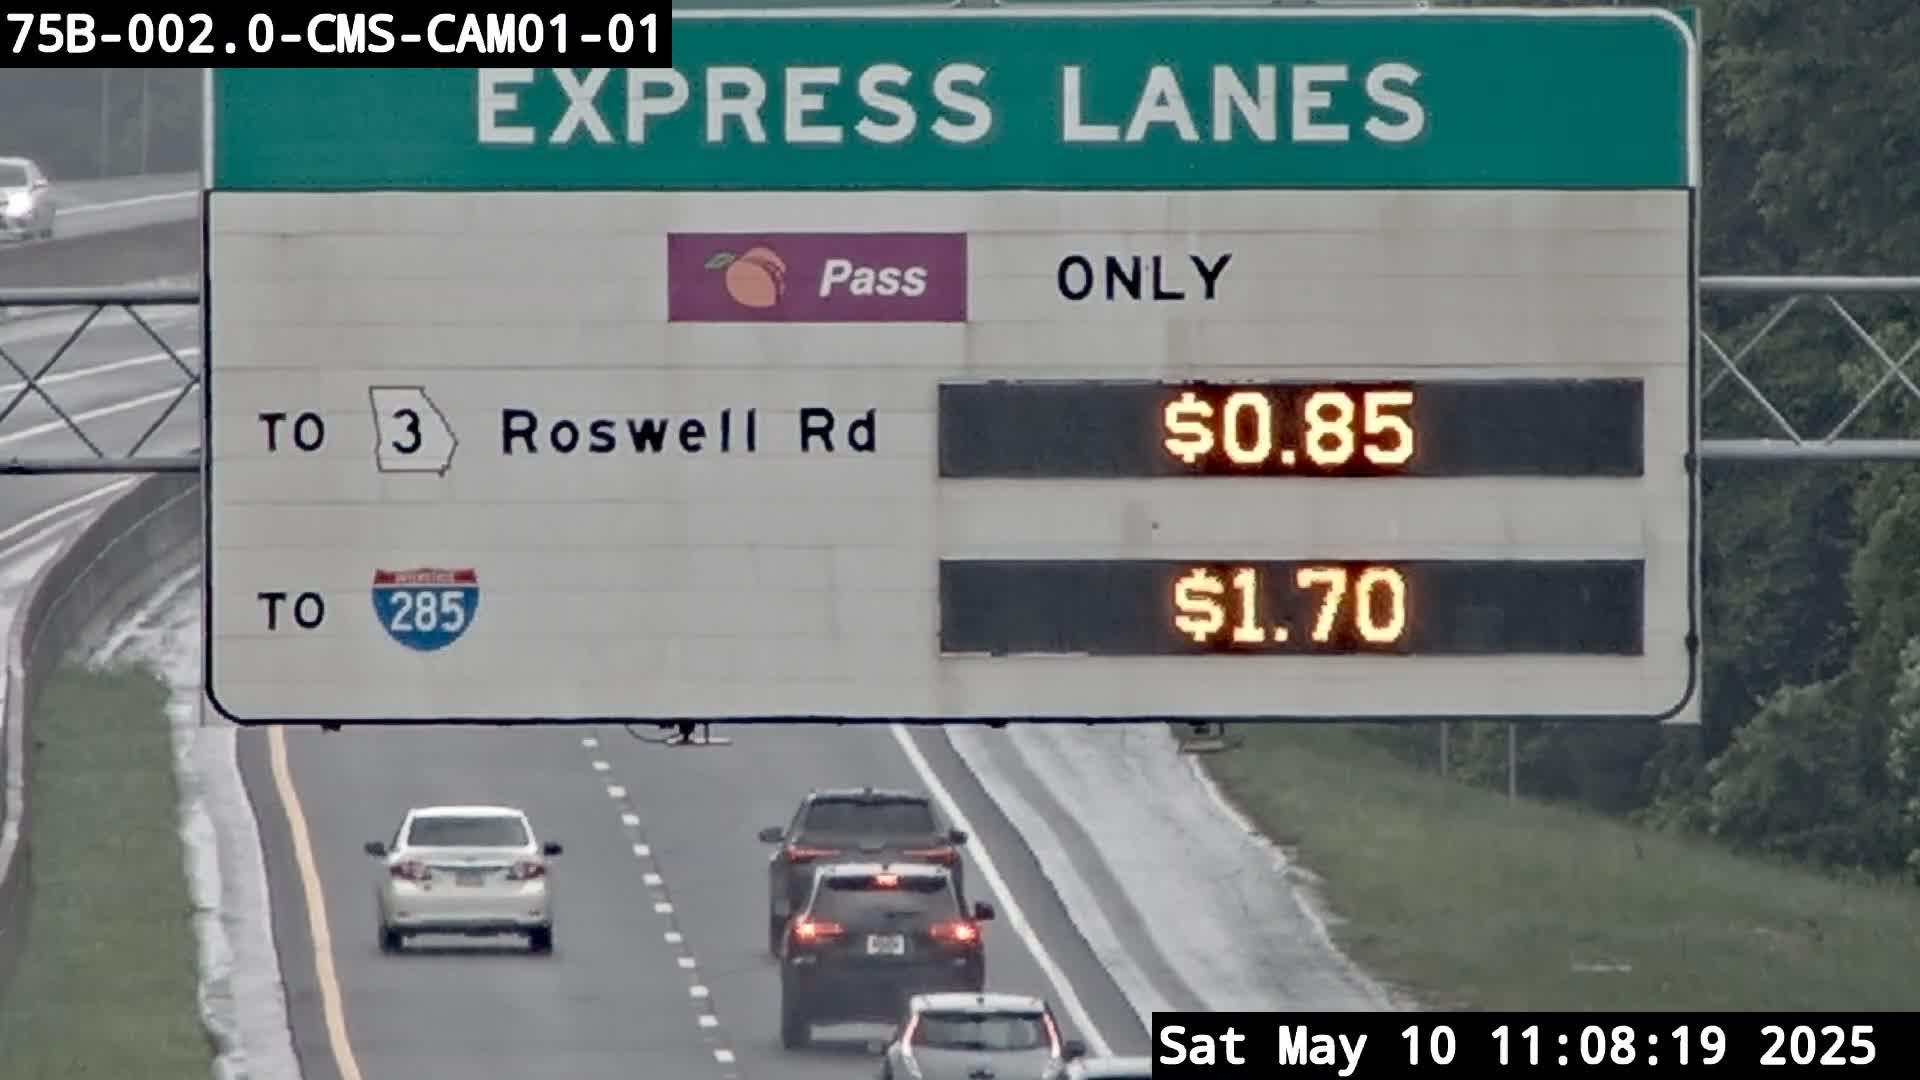 75B-002.0-CMS-CAM01-01
EXPRESS LANES
Pass ONLY
TO 3 Roswell Rd $0.85
TO INTERSTATE 285 $1.70
Sat May 10 11:08:19 2025